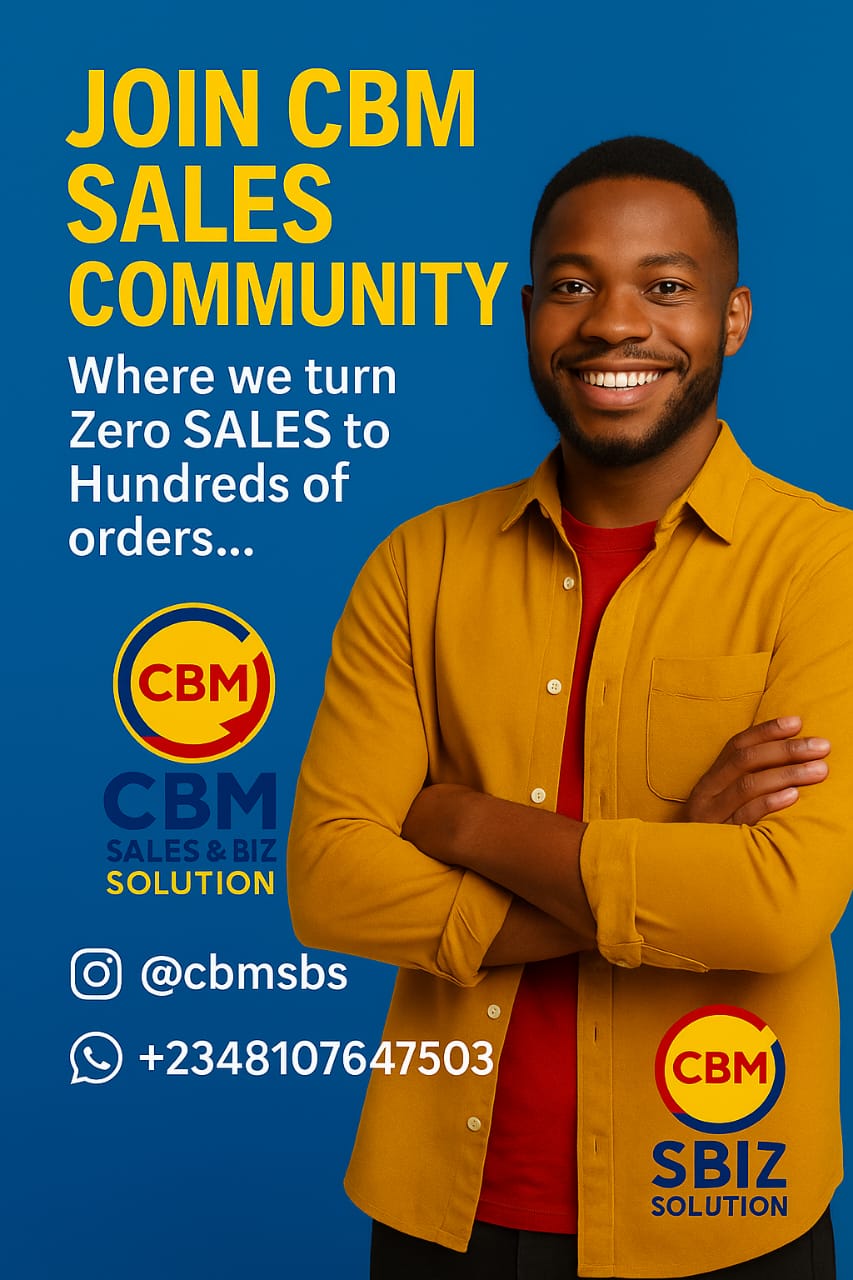 JOIN CBM
SALES
COMMUNITY
Where we turn
Zero SALES to
Hundreds of
orders...
CBM
CBM
SALES & BIZ
SOLUTION
@cbmsbs
+2348107647503
CBM
SBIZ
SOLUTION